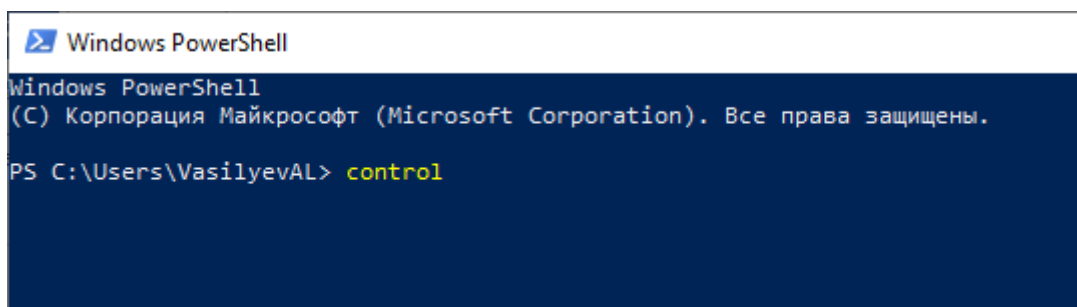 Windows PowerShell
Windows PowerShell
(C) Корпорация Майкрософт (Microsoft Corporation). Все права защищены.
PS C:\Users\VasilyevAL> control